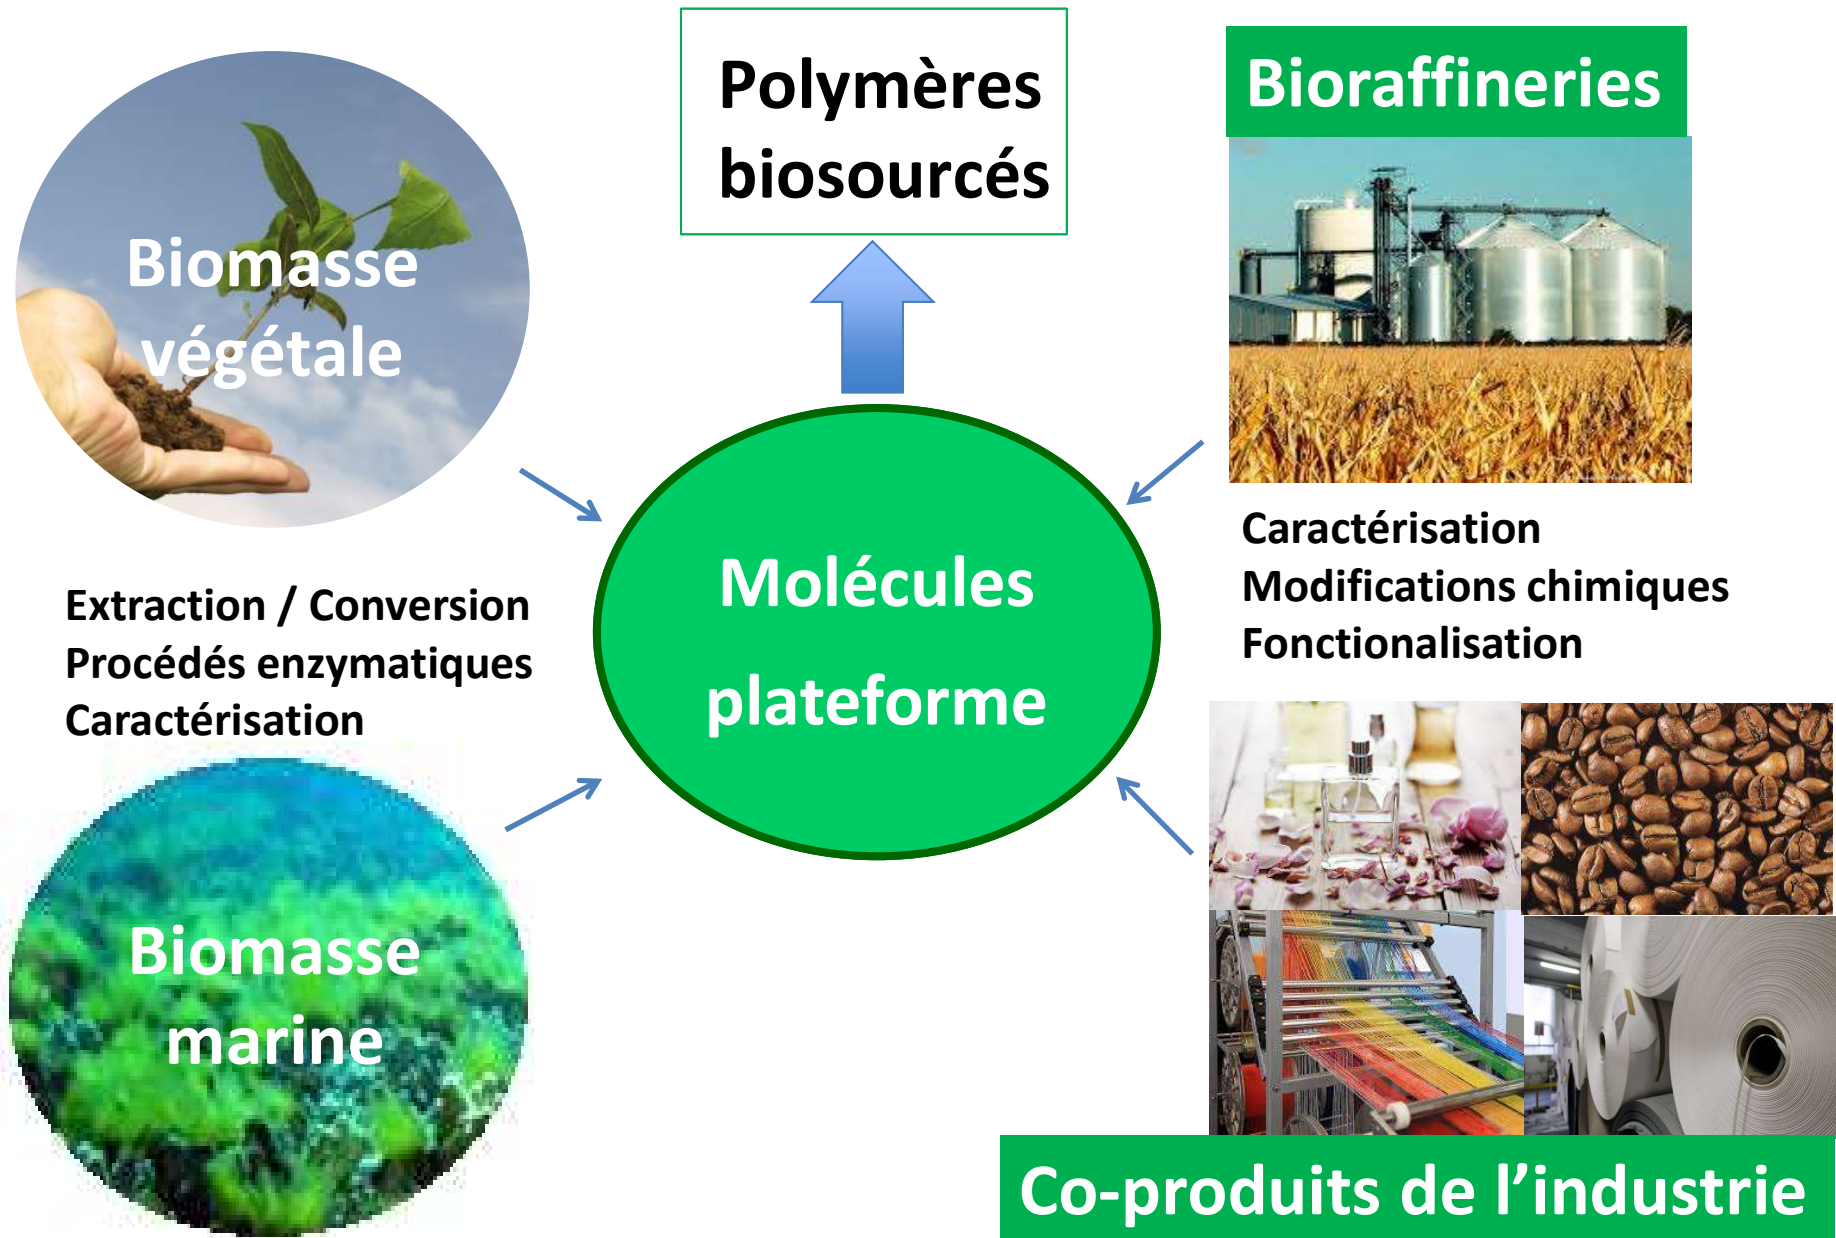 Polymères
biosourcés
Bioraffineries
Biomasse
végétale
Extraction / Conversion
Procédés enzymatiques
Caractérisation
Molécules
plateforme
Caractérisation
Modifications chimiques
Fonctionalisation
Biomasse
marine
Co-produits de l’industrie